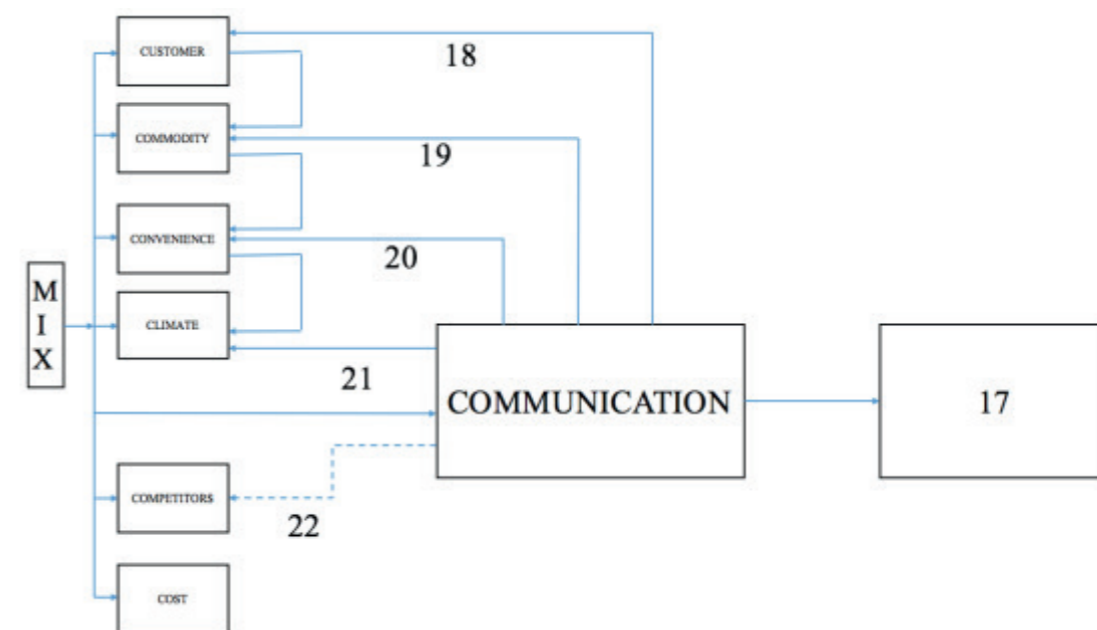 CUSTOMER
18
COMMODITY
19
CONVENIENCE
20
M
I
X
CLIMATE
21
COMMUNICATION
17
COMPETITORS
22
COST